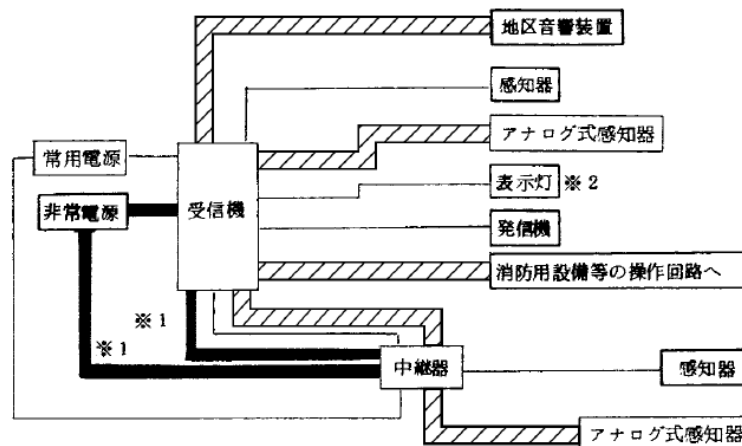 地区音響装置
感知器
アナログ式感知器
常用電源
表示灯 ※2
非常電源
受信機
発信機
消防用設備等の操作回路へ
※1
※1
中継器
感知器
アナログ式感知器